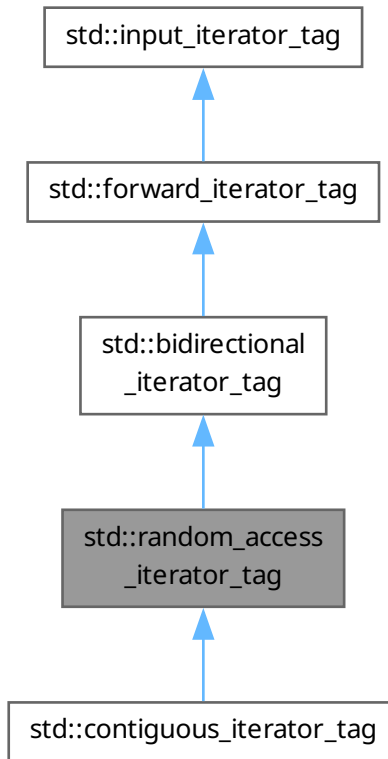 std::input_iterator_tag
std::forward_iterator_tag
std::bidirectional
_iterator_tag
std::random_access
_iterator_tag
std::contiguous_iterator_tag